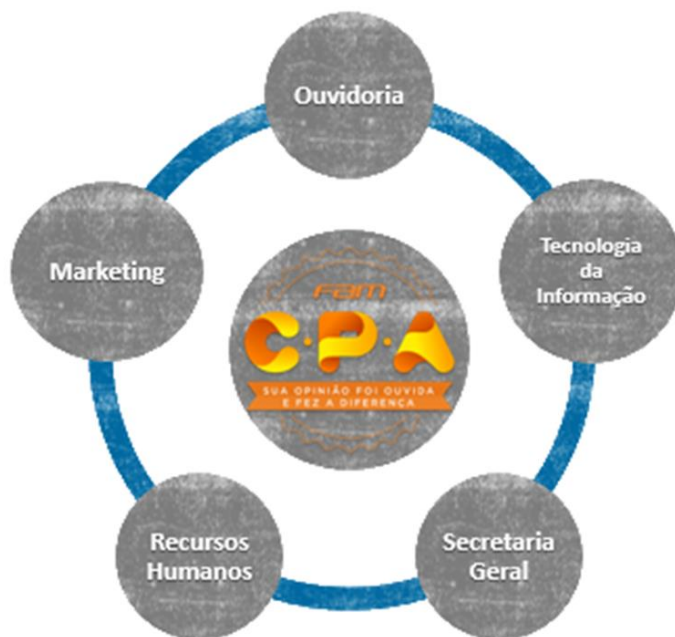 Ouvidoria
Marketing
Tecnologia
da
Informação
FAM
C.P.A
SUA OPINIÃO FOI OUVIDA
E FEZ A DIFERENÇA
Recursos
Humanos
Secretaria
Geral